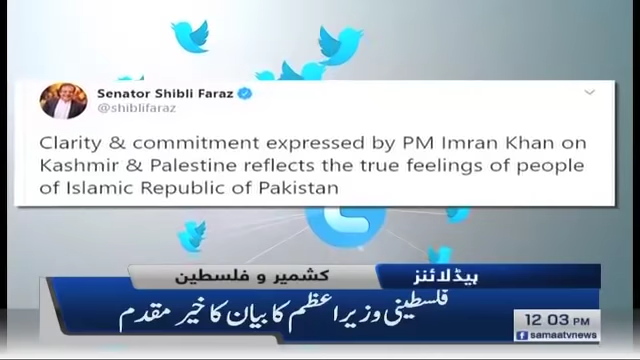 Senator Shibli Faraz
@shiblifaraz
Clarity & commitment expressed by PM Imran Khan on
Kashmir & Palestine reflects the true feelings of people
of Islamic Republic of Pakistan
ہیڈلائنز
کشمیر و فلسطین
فلسطینی وزیراعظم کا بیان کا خیر مقدم
12 03 PM
f samaatvnews